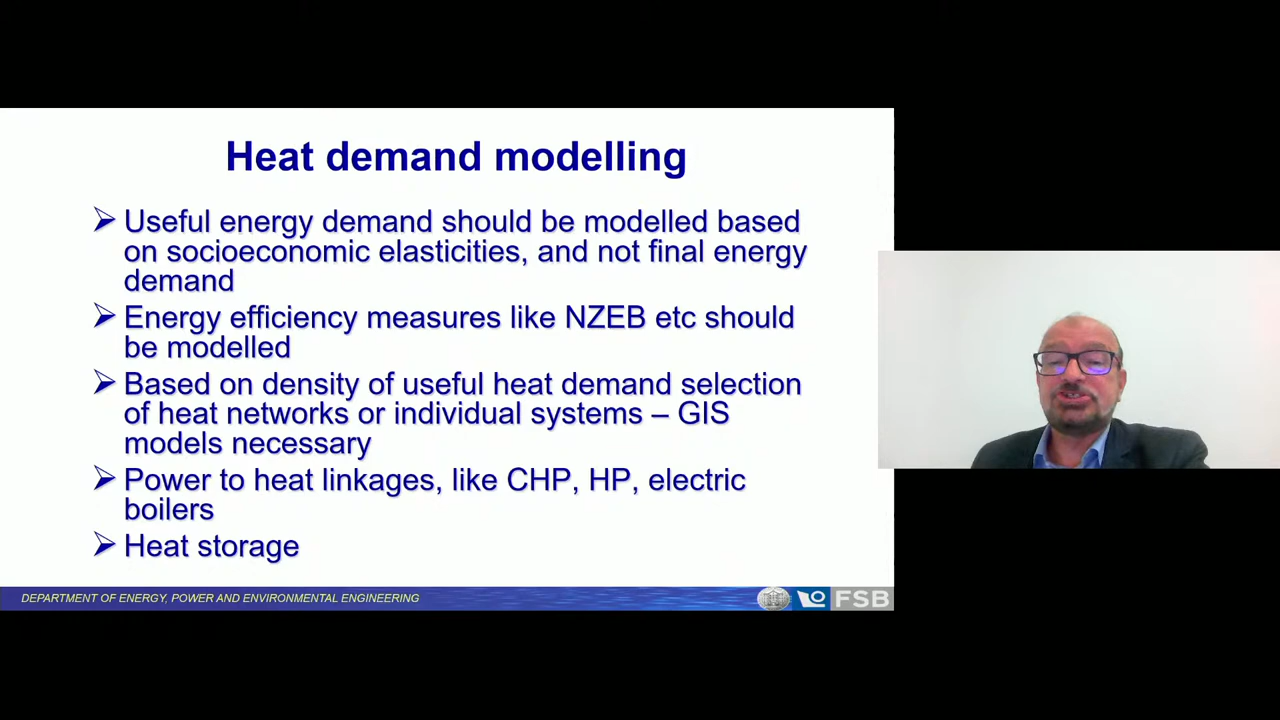 Heat demand modelling
Useful energy demand should be modelled based
on socioeconomic elasticities, and not final energy
demand
Energy efficiency measures like NZEB etc should
be modelled
Based on density of useful heat demand selection
of heat networks or individual systems – GIS
models necessary
Power to heat linkages, like CHP, HP, electric
boilers
Heat storage
DEPARTMENT OF ENERGY, POWER AND ENVIRONMENTAL ENGINEERING
FSB